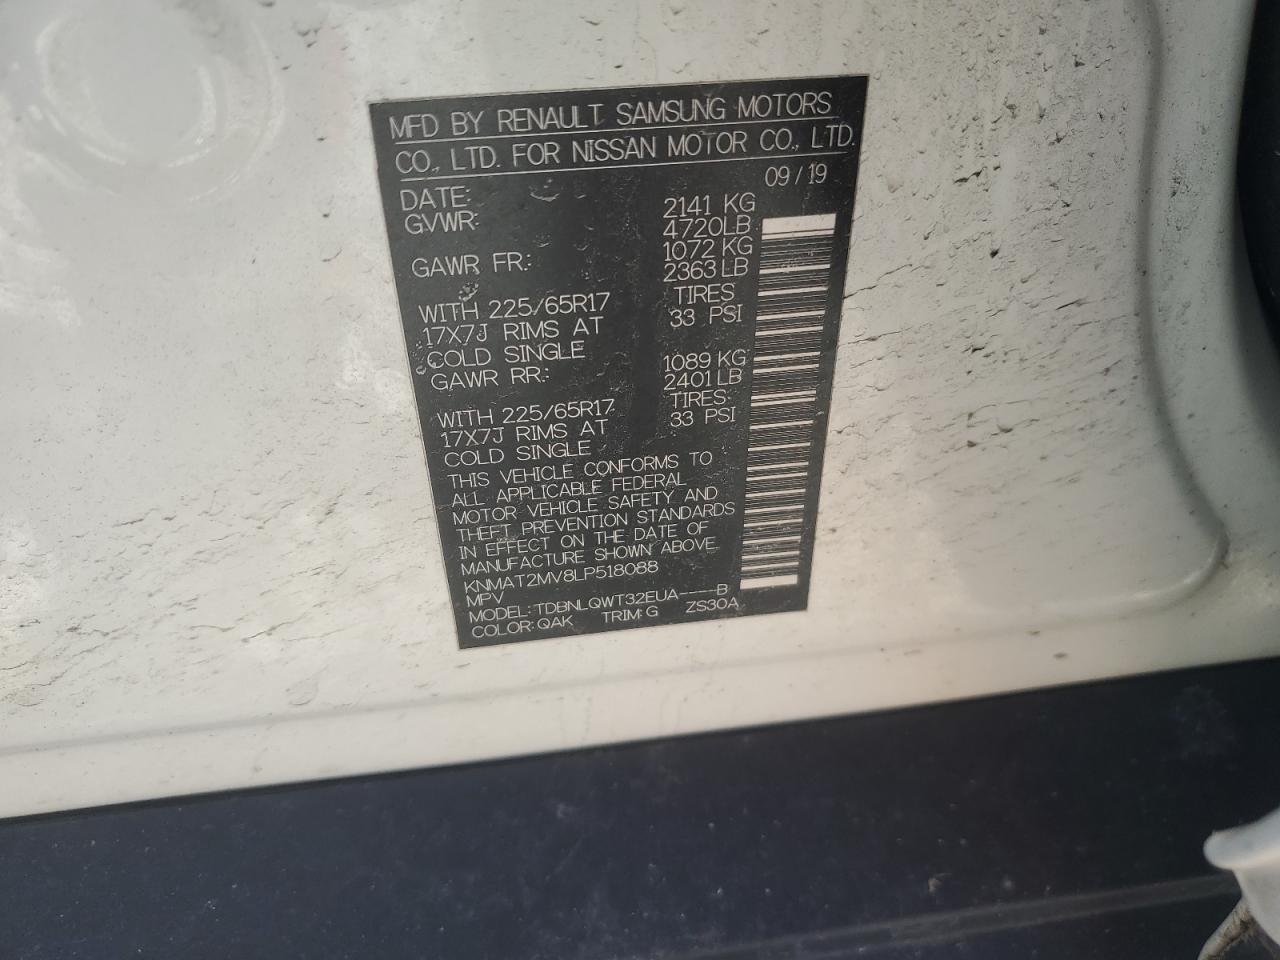 MFD BY RENAULT SAMSUNG MOTORS
CO., LTD. FOR NISSAN MOTOR CO., LTD.
DATE: 09/19
GVWR: 2141 KG
4720LB
GAWR FR.: 1072 KG
2363LB
WITH 225/65R17 TIRES
17X7J RIMS AT 33 PSI
COLD SINGLE
GAWR RR.: 1089 KG
2401LB
WITH 225/65R17 TIRES
17X7J RIMS AT 33 PSI
COLD SINGLE
THIS VEHICLE CONFORMS TO
ALL APPLICABLE FEDERAL
MOTOR VEHICLE SAFETY AND
THEFT PREVENTION STANDARDS
IN EFFECT ON THE DATE OF
MANUFACTURE SHOWN ABOVE
KNMAT2MV8LP518088
MPV
MODEL: TDBNLQWT32EUA----B
COLOR: QAK TRIM: G ZS30A